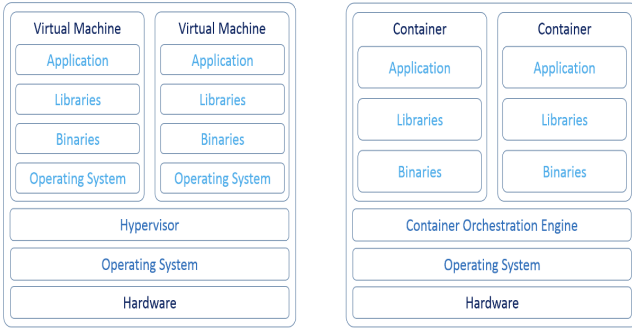 Virtual Machine
Application
Libraries
Binaries
Operating System
Virtual Machine
Application
Libraries
Binaries
Operating System
Hypervisor
Operating System
Hardware
Container
Application
Libraries
Binaries
Container
Application
Libraries
Binaries
Container Orchestration Engine
Operating System
Hardware